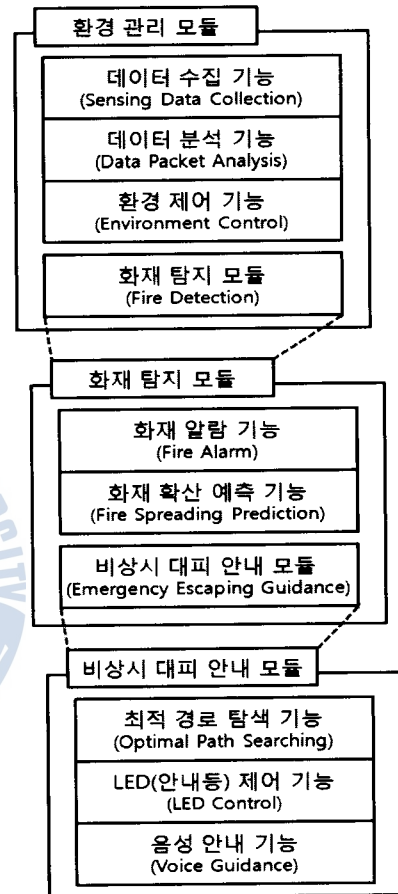 환경 관리 모듈
데이터 수집 기능
(Sensing Data Collection)
데이터 분석 기능
(Data Packet Analysis)
환경 제어 기능
(Environment Control)
화재 탐지 모듈
(Fire Detection)
화재 탐지 모듈
화재 알람 기능
(Fire Alarm)
화재 확산 예측 기능
(Fire Spreading Prediction)
비상시 대피 안내 모듈
(Emergency Escaping Guidance)
비상시 대피 안내 모듈
최적 경로 탐색 기능
(Optimal Path Searching)
LED(안내등) 제어 기능
(LED Control)
음성 안내 기능
(Voice Guidance)